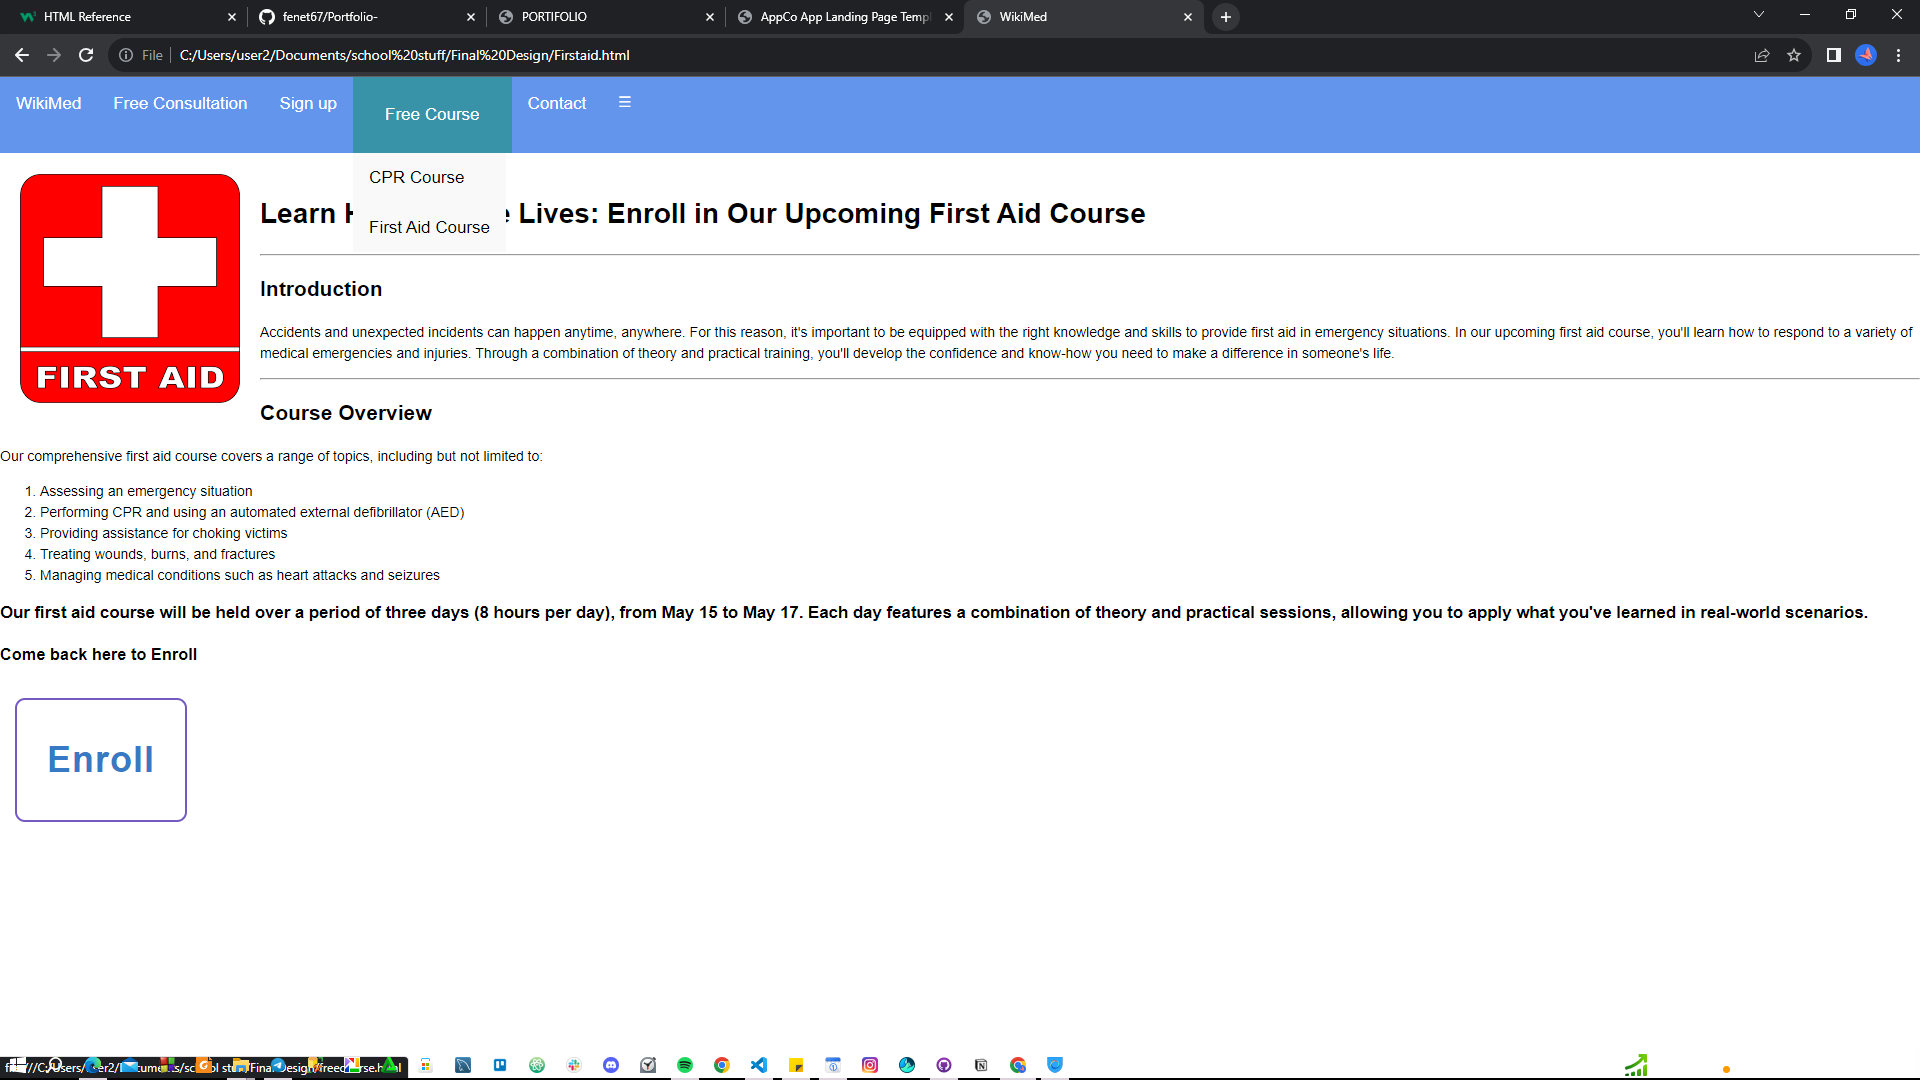 HTML Reference
fenet67/Portfolio-
PORTIFOLIO
AppCo App Landing Page Temp
WikiMed
File
C:/Users/user2/Documents/school%20stuff/Final%20Design/Firstaid.html
WikiMed
Free Consultation
Sign up
Free Course
Contact
☰
CPR Course
First Aid Course
FIRST AID
Learn Lives: Enroll in Our Upcoming First Aid Course
Introduction
Accidents and unexpected incidents can happen anytime, anywhere. For this reason, it's important to be equipped with the right knowledge and skills to provide first aid in emergency situations. In our upcoming first aid course, you'll learn how to respond to a variety of
medical emergencies and injuries. Through a combination of theory and practical training, you'll develop the confidence and know-how you need to make a difference in someone's life.
Course Overview
Our comprehensive first aid course covers a range of topics, including but not limited to:
1. Assessing an emergency situation
2. Performing CPR and using an automated external defibrillator (AED)
3. Providing assistance for choking victims
4. Treating wounds, burns, and fractures
5. Managing medical conditions such as heart attacks and seizures
Our first aid course will be held over a period of three days (8 hours per day), from May 15 to May 17. Each day features a combination of theory and practical sessions, allowing you to apply what you've learned in real-world scenarios.
Come back here to Enroll
Enroll